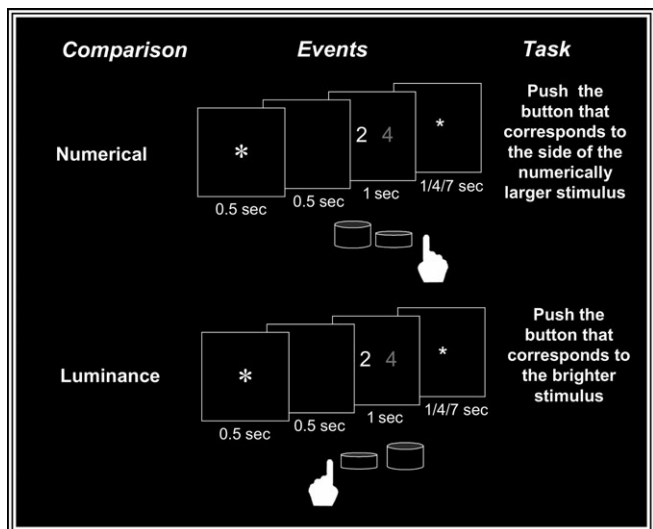 Comparison Events Task
Numerical
*
2 4
*
0.5 sec
0.5 sec
1 sec
1/4/7 sec
Push the
button that
corresponds to
the side of the
numerically
larger stimulus
Luminance
*
2 4
*
0.5 sec
0.5 sec
1 sec
1/4/7 sec
Push the
button that
corresponds to
the brighter
stimulus